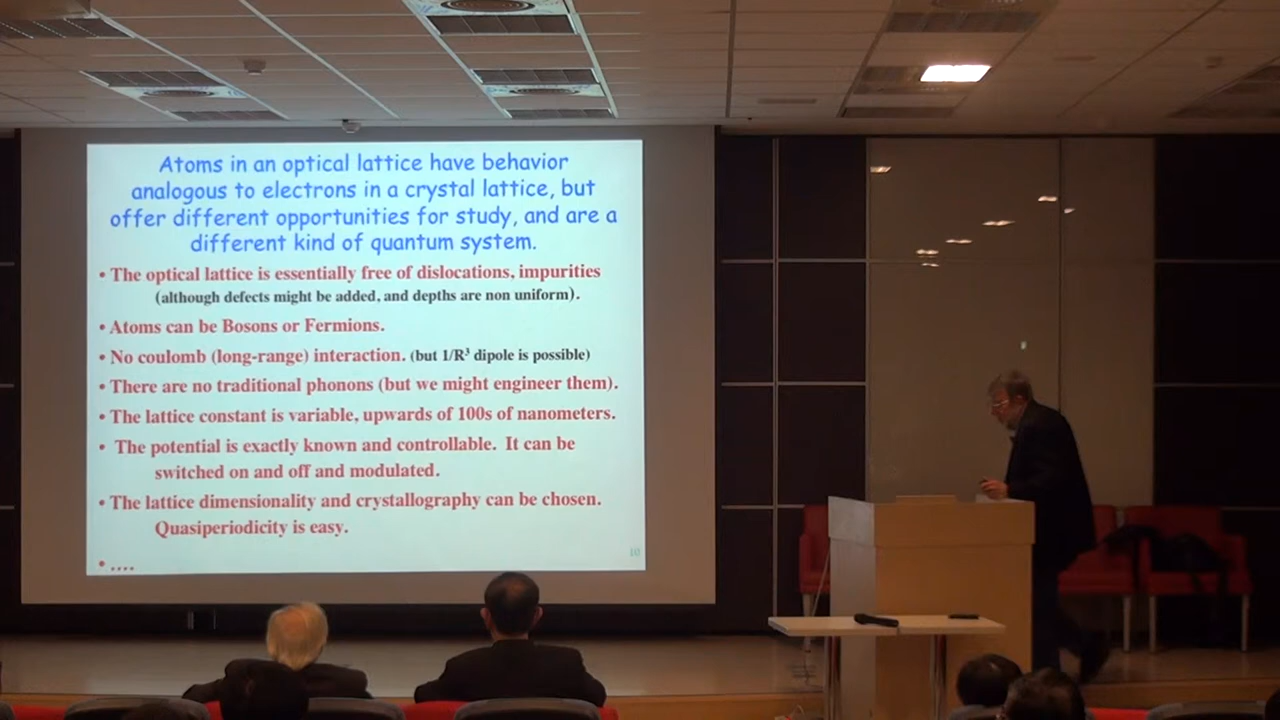 Atoms in an optical lattice have behavior
analogous to electrons in a crystal lattice, but
offer different opportunities for study, and are a
different kind of quantum system.
• The optical lattice is essentially free of dislocations, impurities
(although defects might be added, and depths are non uniform).
• Atoms can be Bosons or Fermions.
• No coulomb (long-range) interaction. (but 1/R³ dipole is possible)
• There are no traditional phonons (but we might engineer them).
• The lattice constant is variable, upwards of 100s of nanometers.
• The potential is exactly known and controllable. It can be
switched on and off and modulated.
• The lattice dimensionality and crystallography can be chosen.
Quasiperiodicity is easy.
• ....